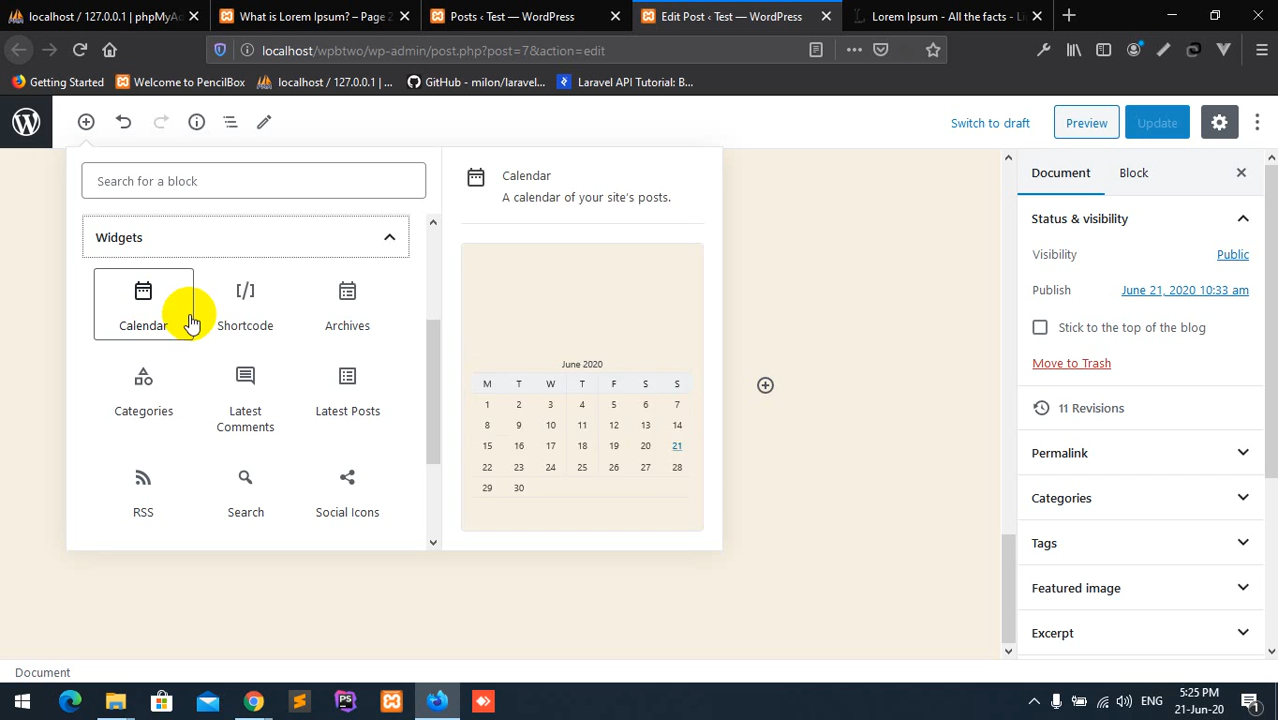 localhost / 127.0.0.1 | phpMyAd
What is Lorem Ipsum? – Page 2
Posts ‹ Test — WordPress
Edit Post ‹ Test — WordPress
Lorem Ipsum - All the facts - Li
localhost/wpbtwo/wp-admin/post.php?post=7&action=edit
Getting Started
Welcome to PencilBox
localhost / 127.0.0.1 / ...
GitHub - milon/laravel...
Laravel API Tutorial: B...
Switch to draft
Preview
Update
Search for a block
Widgets
Calendar
Shortcode
Archives
Categories
Latest Comments
Latest Posts
RSS
Search
Social Icons
Calendar
A calendar of your site's posts.
June 2020
M T W T F S S
1 2 3 4 5 6 7
8 9 10 11 12 13 14
15 16 17 18 19 20 21
22 23 24 25 26 27 28
29 30
Document
Block
Status & visibility
Visibility
Public
Publish
June 21, 2020 10:33 am
Stick to the top of the blog
Move to Trash
11 Revisions
Permalink
Categories
Tags
Featured image
Excerpt
Document
ENG
5:25 PM
21-Jun-20